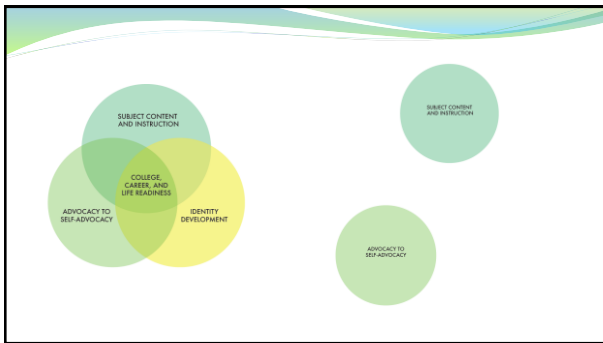 SUBJECT CONTENT
AND INSTRUCTION
COLLEGE,
CAREER, AND
LIFE READINESS
ADVOCACY TO
SELF-ADVOCACY
IDENTITY
DEVELOPMENT
SUBJECT CONTENT
AND INSTRUCTION
ADVOCACY TO
SELF-ADVOCACY